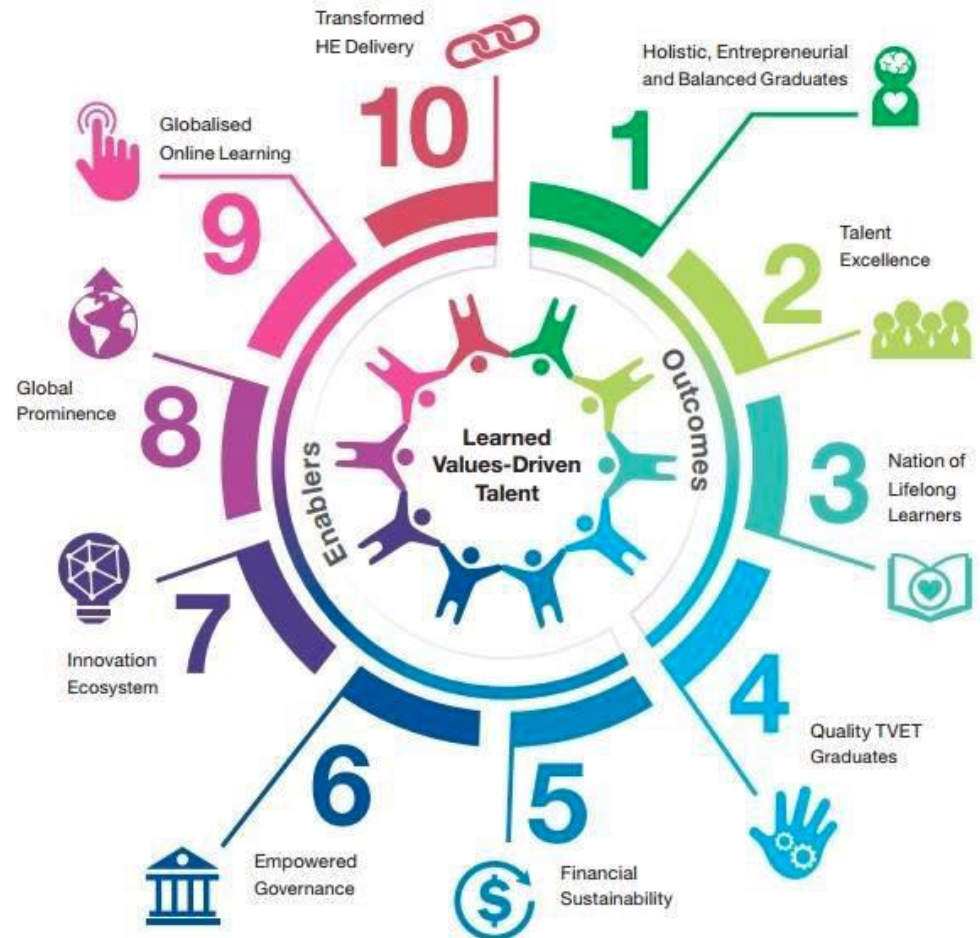 Transformed
HE Delivery
10
Holistic, Entrepreneurial
and Balanced Graduates
1
Globalised
Online Learning
9
Talent
Excellence
2
Global
Prominence
8
Nation of
Lifelong
Learners
3
Innovation
Ecosystem
7
Quality TVET
Graduates
4
Empowered
Governance
6
Financial
Sustainability
5
$
Enablers
Outcomes
Learned
Values-Driven
Talent